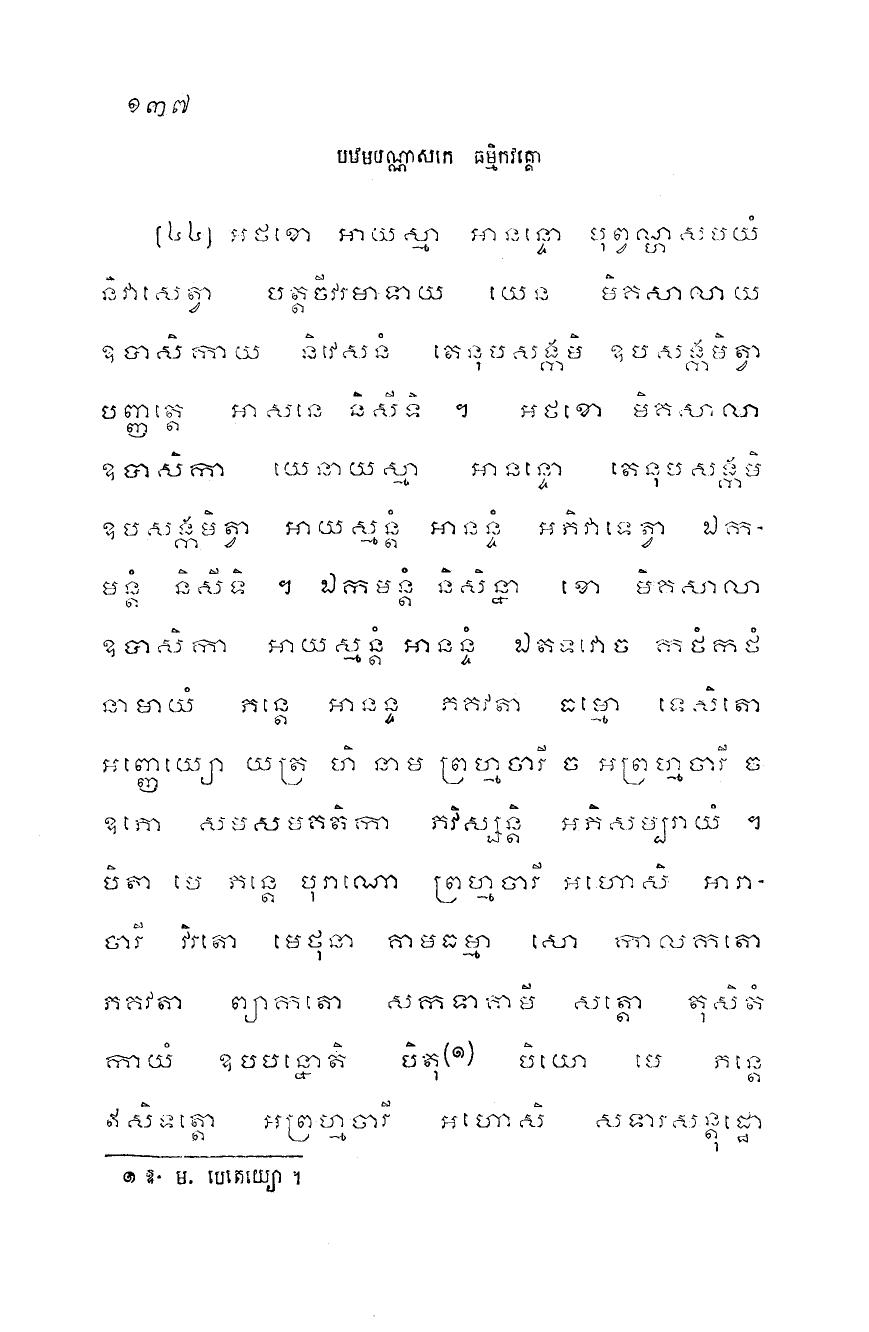 ១៣៧
បឋមបណ្ណាសកេ ធម្មិកវគ្គោ
[៤៤] អថខោ អាយស្មា អានន្ទោ បុព្វណ្ហសមយំ
និវាសេត្វា បត្តចីវរមាទាយ យេន មិគសាលាយ
ឧបាសិកាយ និវេសនំ តេនុបសង្កមិ ឧបសង្កមិត្វា
បញ្ញត្តេ អាសនេ និសីទិ ។ អថខោ មិគសាលា
ឧបាសិកា យេនាយស្មា អានន្ទោ តេនុបសង្កមិ
ឧបសង្កមិត្វា អាយស្មន្តំ អានន្ទំ អភិវាទេត្វា ឯក-
មន្តំ និសីទិ ។ ឯកមន្តំ និសិន្នា ខោ មិគសាលា
ឧបាសិកា អាយស្មន្តំ អានន្ទំ ឯតទវោច កថំកថំ
នាមាយំ ភន្តេ អានន្ទ ភគវតា ធម្មោ ទេសិតោ
អញ្ញេយ្យោ យត្រ ហិ នាម ព្រហ្មចារី ច អព្រហ្មចារី ច
ឧភោ សមសមគតិកា ភវិស្សន្តិ អភិសម្បរាយំ ។
បិតា មេ ភន្តេ បុរាណោ ព្រហ្មចារី អហោសិ អារា-
ចារី វិរតោ មេថុនា គាមធម្មា សោ កាលកតោ
ភគវតា ព្យាកតោ សកទាគាមី សត្តោ តុសិតំ
កាយំ ឧបបន្នោតិ បិតុ(១) បិយោ មេ ភន្តេ
ឥសិទត្តោ អព្រហ្មចារី អហោសិ សទារសន្តុដ្ឋោ
១ ឱ. ម. បេតេយ្យោ ។